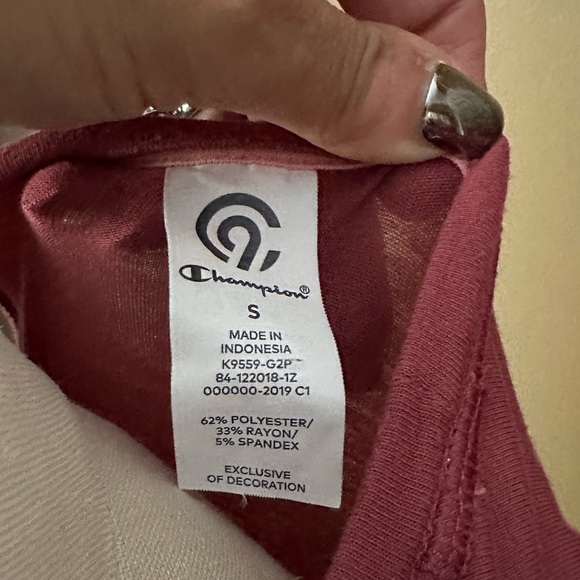 C9
Champion®
S
MADE IN
INDONESIA
K9559-G2P
84-122018-1Z
000000-2019 C1
62% POLYESTER/
33% RAYON/
5% SPANDEX
EXCLUSIVE
OF DECORATION